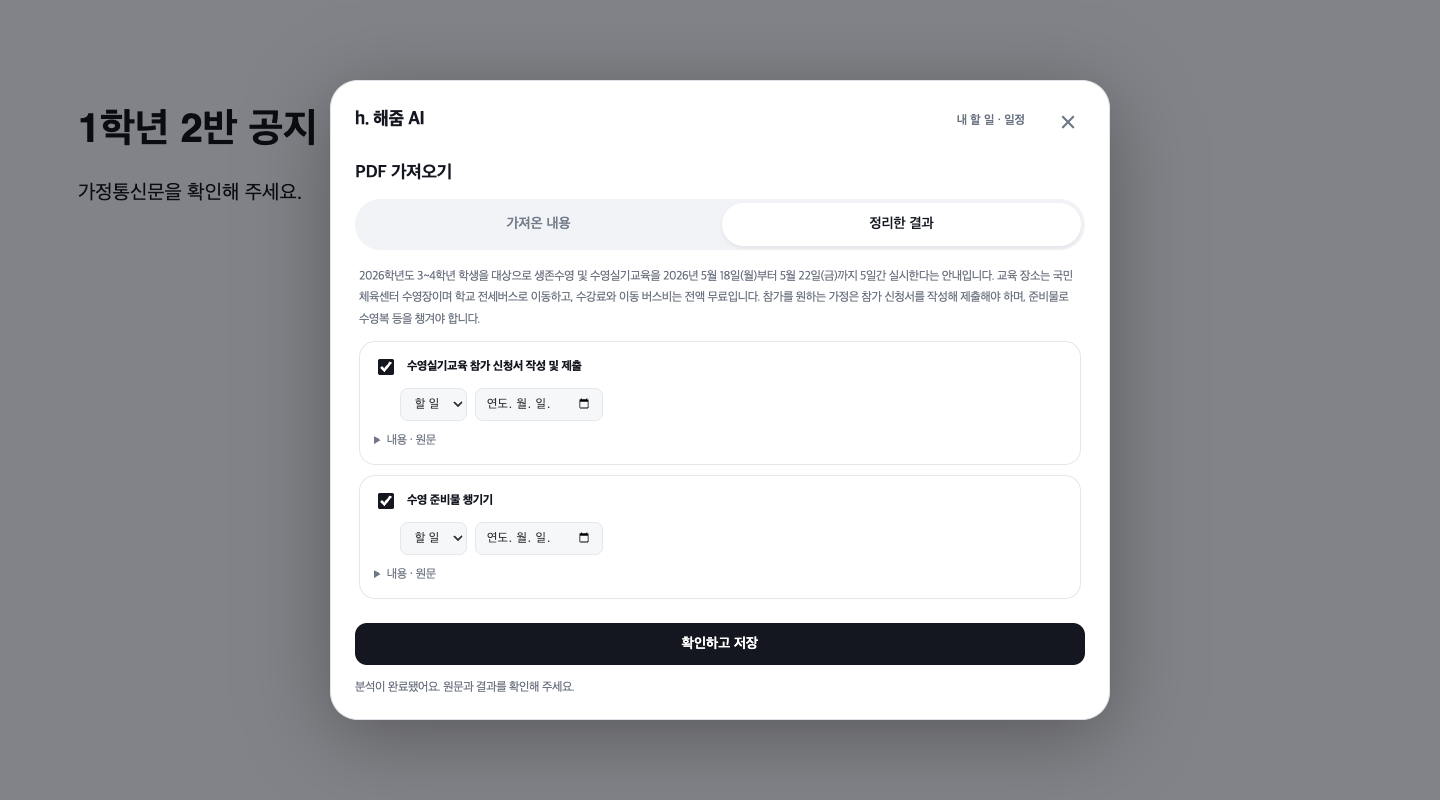 1학년 2반 공지
가정통신문을 확인해 주세요.
h. 해줌 AI
내 할 일 · 일정
PDF 가져오기
가져온 내용
정리한 결과
2026학년도 3~4학년 학생을 대상으로 생존수영 및 수영실기교육을 2026년 5월 18일(월)부터 5월 22일(금)까지 5일간 실시한다는 안내입니다. 교육 장소는 국민
체육센터 수영장이며 학교 전세버스로 이동하고, 수강료와 이동 버스비는 전액 무료입니다. 참가를 원하는 가정은 참가 신청서를 작성해 제출해야 하며, 준비물로
수영복 등을 챙겨야 합니다.
수영실기교육 참가 신청서 작성 및 제출
할 일 연도. 월. 일.
▶ 내용 · 원문
수영 준비물 챙기기
할 일 연도. 월. 일.
▶ 내용 · 원문
확인하고 저장
분석이 완료됐어요. 원문과 결과를 확인해 주세요.